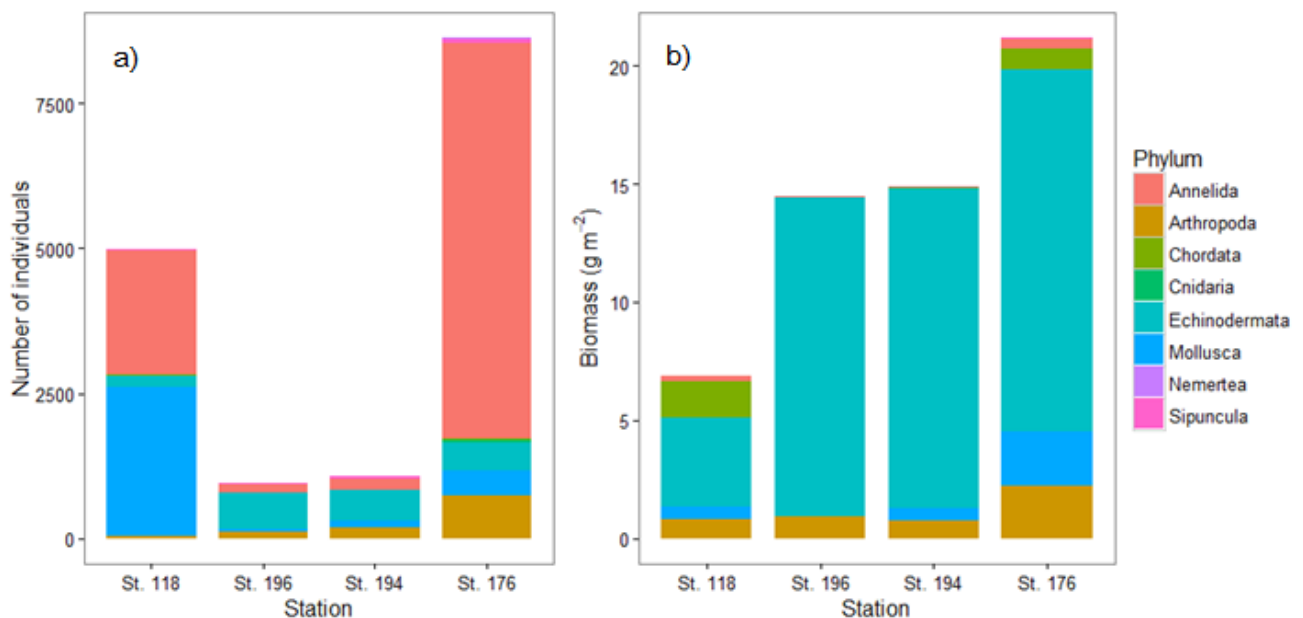 a)
Number of individuals
7500
5000
2500
0
St. 118 St. 196 St. 194 St. 176
Station
b)
Biomass (g m⁻²)
20
15
10
5
0
St. 118 St. 196 St. 194 St. 176
Station
Phylum
Annelida
Arthropoda
Chordata
Cnidaria
Echinodermata
Mollusca
Nemertea
Sipuncula